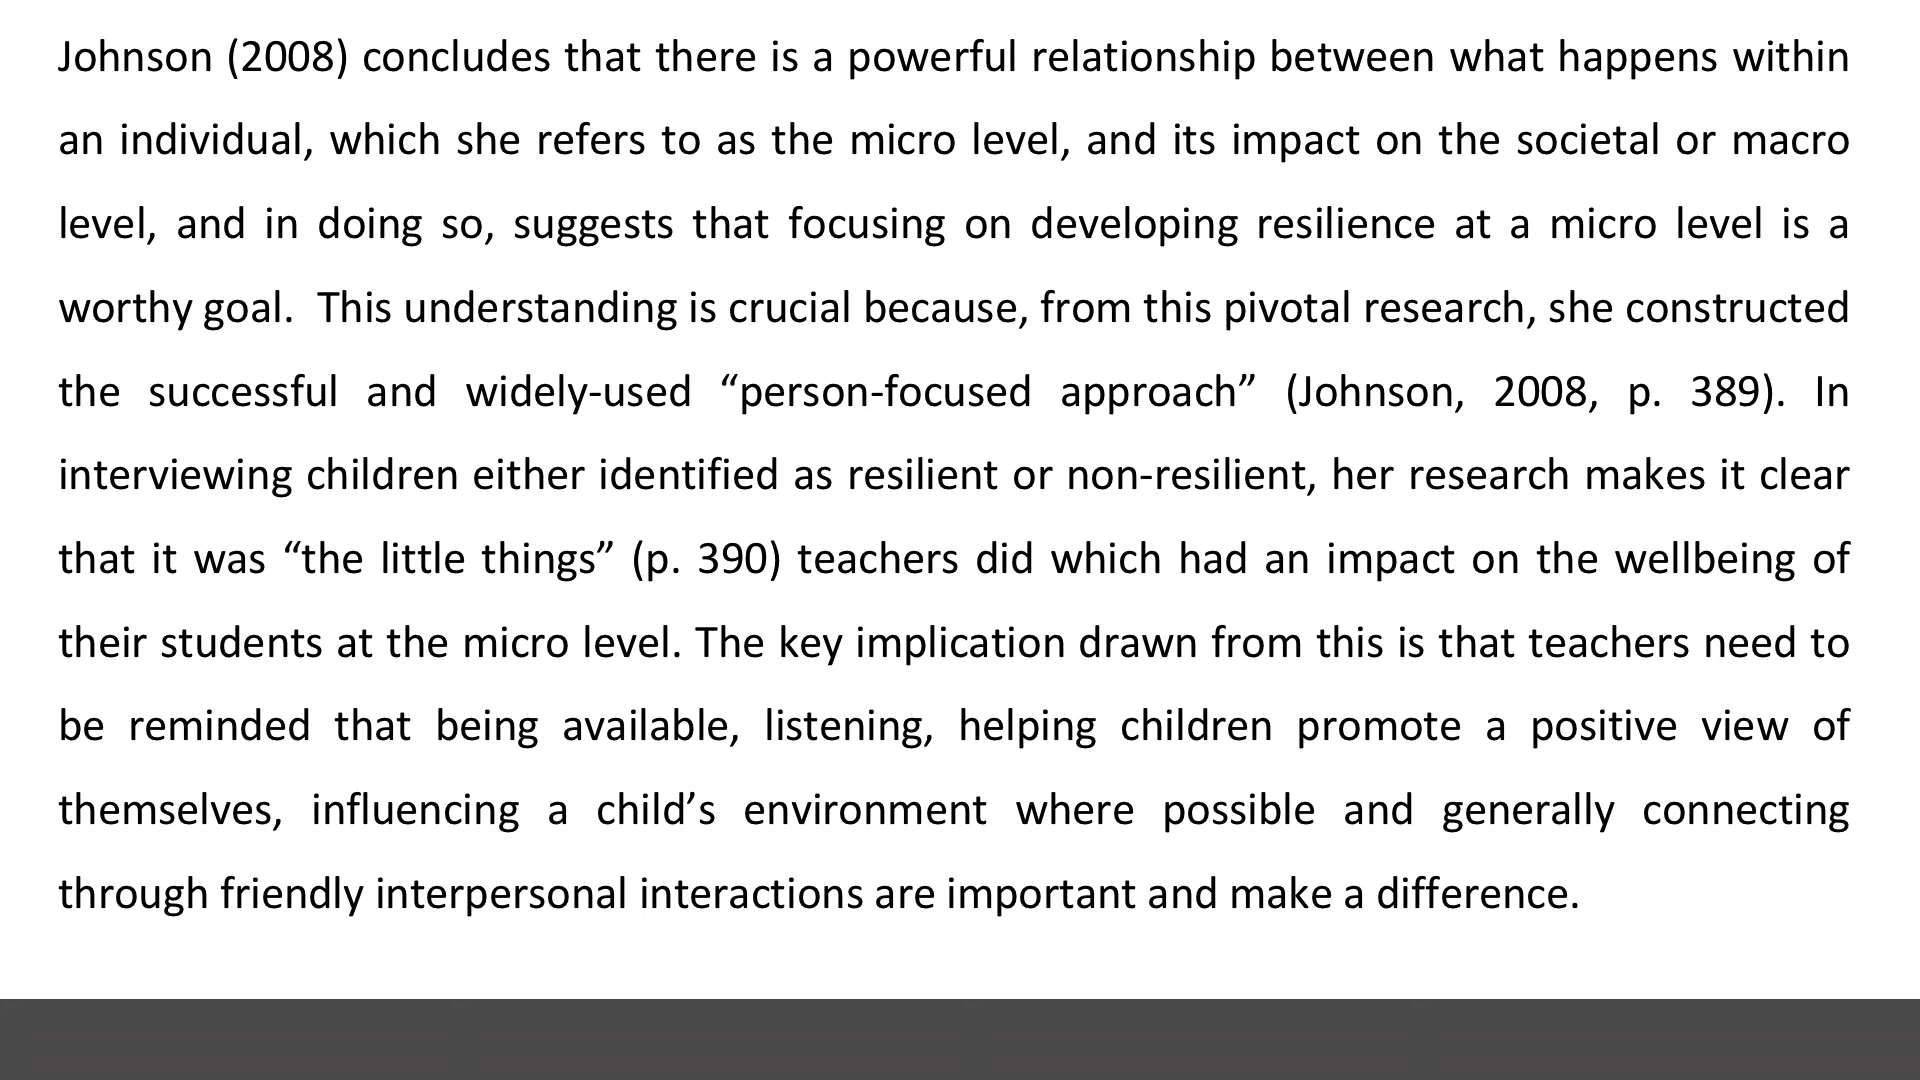 Johnson (2008) concludes that there is a powerful relationship between what happens within
an individual, which she refers to as the micro level, and its impact on the societal or macro
level, and in doing so, suggests that focusing on developing resilience at a micro level is a
worthy goal.  This understanding is crucial because, from this pivotal research, she constructed
the successful and widely-used “person-focused approach” (Johnson, 2008, p. 389). In
interviewing children either identified as resilient or non-resilient, her research makes it clear
that it was “the little things” (p. 390) teachers did which had an impact on the wellbeing of
their students at the micro level. The key implication drawn from this is that teachers need to
be reminded that being available, listening, helping children promote a positive view of
themselves, influencing a child’s environment where possible and generally connecting
through friendly interpersonal interactions are important and make a difference.